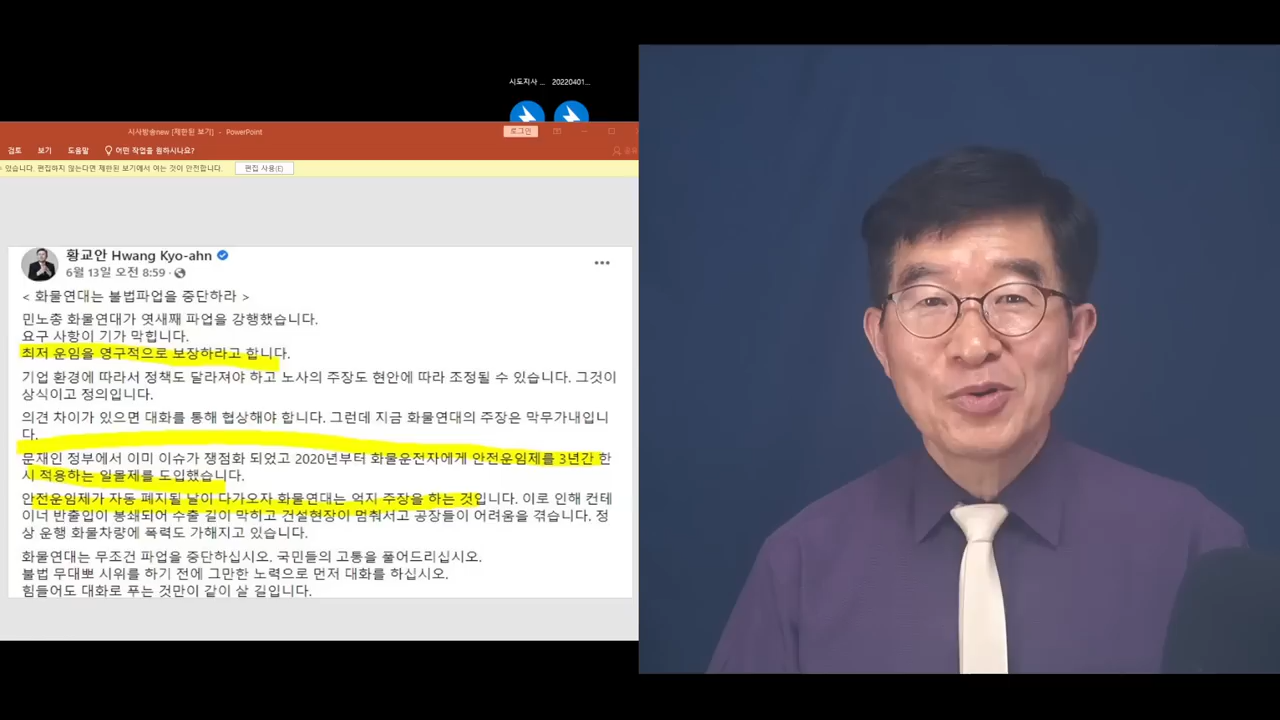 시도지사 ... 20220401...
시사방송new [제한된 보기] - PowerPoint
로그인
검토 보기 도움말 어떤 작업을 원하시나요?
공유
있습니다. 편집하지 않는다면 제한된 보기에서 여는 것이 안전합니다. 편집 사용(E)
황교안 Hwang Kyo-ahn
6월 13일 오전 8:59 ·
< 화물연대는 불법파업을 중단하라 >
민노총 화물연대가 엿새째 파업을 강행했습니다.
요구 사항이 기가 막힙니다.
최저 운임을 영구적으로 보장하라고 합니다.
기업 환경에 따라서 정책도 달라져야 하고 노사의 주장도 현안에 따라 조정될 수 있습니다. 그것이
상식이고 정의입니다.
의견 차이가 있으면 대화를 통해 협상해야 합니다. 그런데 지금 화물연대의 주장은 막무가내입니
다.
문재인 정부에서 이미 이슈가 쟁점화 되었고 2020년부터 화물운전자에게 안전운임제를 3년간 한
시 적용하는 일몰제를 도입했습니다.
안전운임제가 자동 폐지될 날이 다가오자 화물연대는 억지 주장을 하는 것입니다. 이로 인해 컨테
이너 반출입이 봉쇄되어 수출 길이 막히고 건설현장이 멈춰서고 공장들이 어려움을 겪습니다. 정
상 운행 화물차량에 폭력도 가해지고 있습니다.
화물연대는 무조건 파업을 중단하십시오. 국민들의 고통을 풀어드리십시오.
불법 무대뽀 시위를 하기 전에 그만한 노력으로 먼저 대화를 하십시오.
힘들어도 대화로 푸는 것만이 같이 살 길입니다.